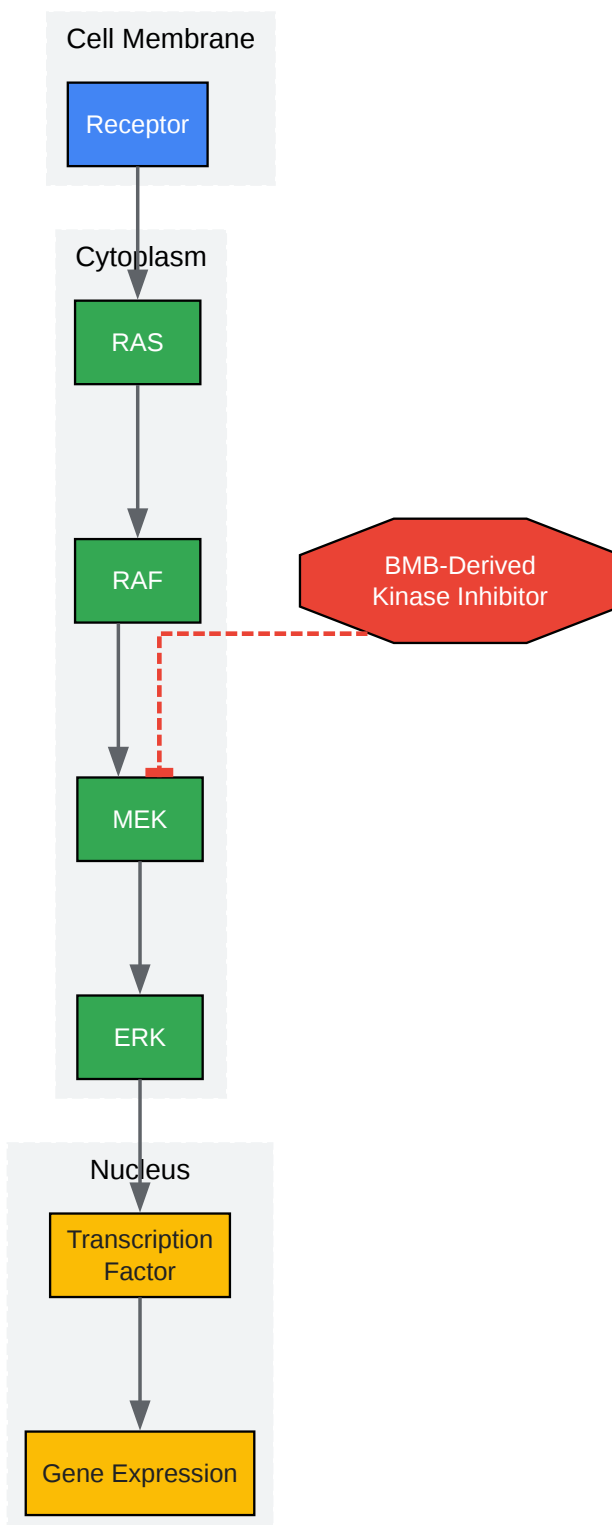 Cell Membrane
Receptor
Cytoplasm
RAS
RAF
BMB-Derived
Kinase Inhibitor
MEK
ERK
Nucleus
Transcription
Factor
Gene Expression